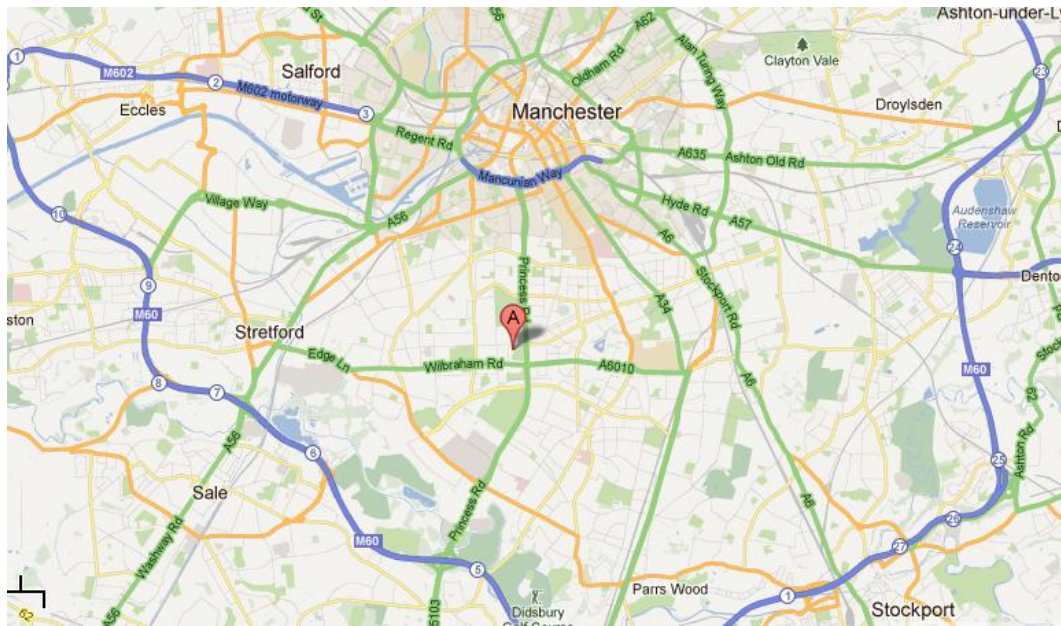 Ashton-under-Ly
A56
A62
Alan Turing Way
Oldham Rd
Clayton Vale
1
M602
2
M602 motorway
3
Salford
Eccles
Manchester
Droylsden
23
Regent Rd
Mancunian Way
A635
Ashton Old Rd
Village Way
A56
Hyde Rd
A57
10
A6
Audenshaw
Reservoir
24
Denton
9
Princess Rd
Stockport Rd
A34
M60
ston
Stretford
A
Edge Ln
Wilbraham Rd
A6010
M60
8
7
A6
62
A56
6
Ashton Rd
25
Sale
Princess Rd
A6
26
Washway Rd
M60
27
5
Parrs Wood
1
Stockport
Didsbury
Golf Course
5103
A56
62